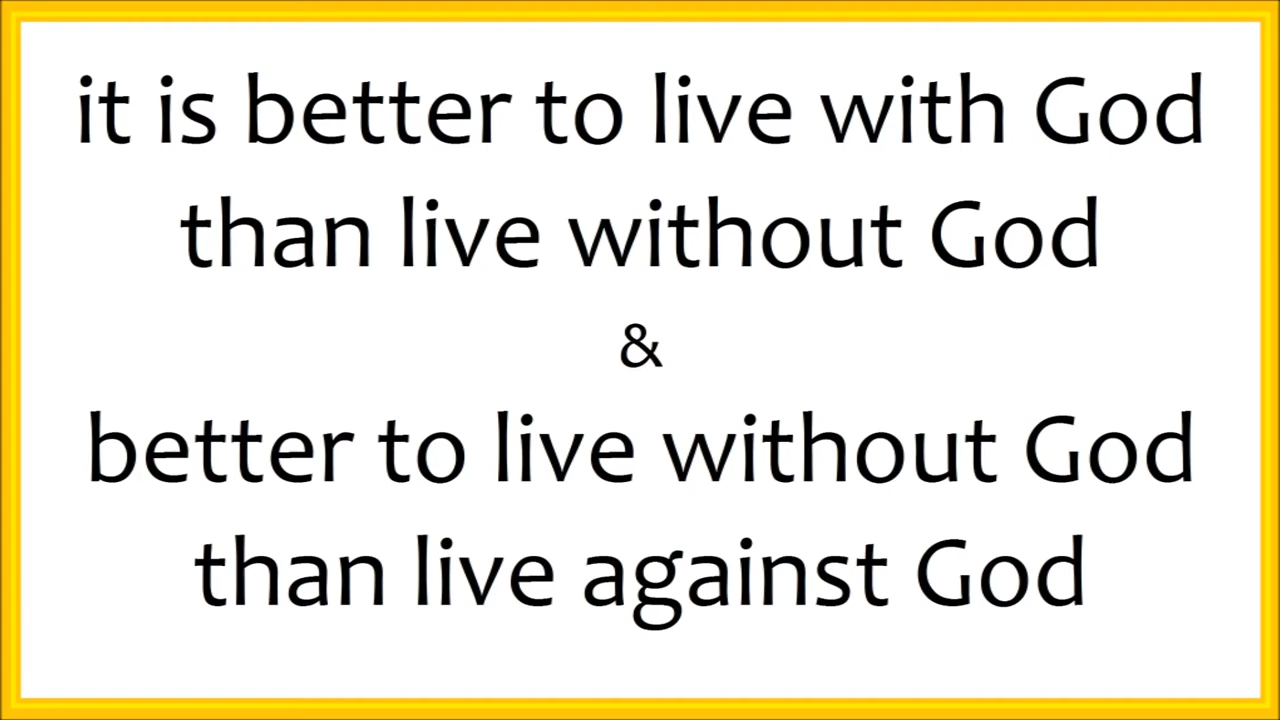 it is better to live with God
than live without God
&
better to live without God
than live against God